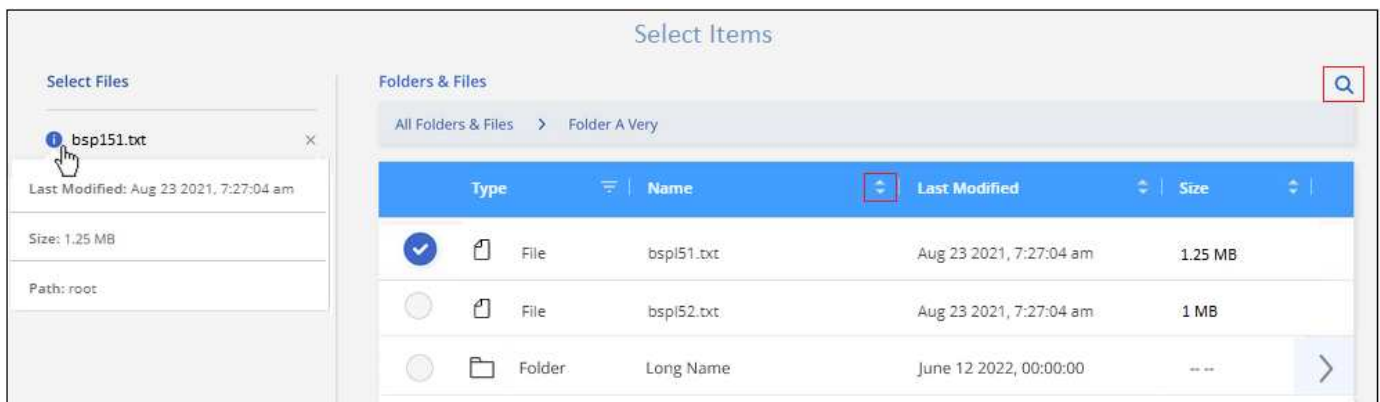 Select Items
Select Files
bsp151.txt
Last Modified: Aug 23 2021, 7:27:04 am
Size: 1.25 MB
Path: root
Folders & Files
All Folders & Files > Folder A Very
Type Name Last Modified Size
File bspl51.txt Aug 23 2021, 7:27:04 am 1.25 MB
File bspl52.txt Aug 23 2021, 7:27:04 am 1 MB
Folder Long Name June 12 2022, 00:00:00 -- --